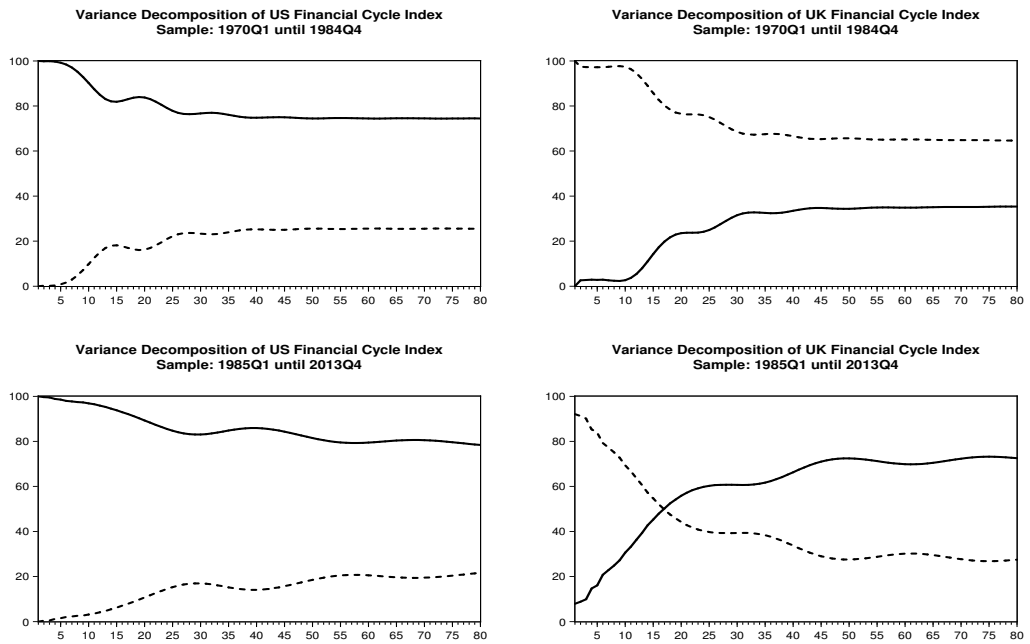 Variance Decomposition of US Financial Cycle Index
Sample: 1970Q1 until 1984Q4
100
80
60
40
20
0
5 10 15 20 25 30 35 40 45 50 55 60 65 70 75 80
Variance Decomposition of UK Financial Cycle Index
Sample: 1970Q1 until 1984Q4
100
80
60
40
20
0
5 10 15 20 25 30 35 40 45 50 55 60 65 70 75 80
Variance Decomposition of US Financial Cycle Index
Sample: 1985Q1 until 2013Q4
100
80
60
40
20
0
5 10 15 20 25 30 35 40 45 50 55 60 65 70 75 80
Variance Decomposition of UK Financial Cycle Index
Sample: 1985Q1 until 2013Q4
100
80
60
40
20
0
5 10 15 20 25 30 35 40 45 50 55 60 65 70 75 80